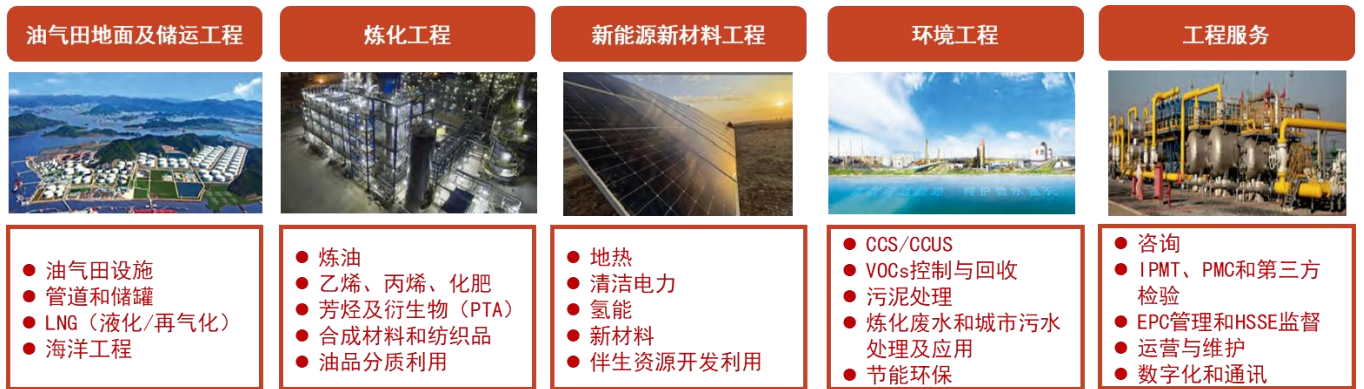 油气田地面及储运工程
炼化工程
新能源新材料工程
环境工程
工程服务
● 油气田设施
● 管道和储罐
● LNG（液化/再气化）
● 海洋工程
● 炼油
● 乙烯、丙烯、化肥
● 芳烃及衍生物（PTA）
● 合成材料和纺织品
● 油品分质利用
● 地热
● 清洁电力
● 氢能
● 新材料
● 伴生资源开发利用
● CCS/CCUS
● VOCs控制与回收
● 污泥处理
● 炼化废水和城市污水
处理及应用
● 节能环保
● 咨询
● IPMT、PMC和第三方
检验
● EPC管理和HSSE监督
● 运营与维护
● 数字化和通讯